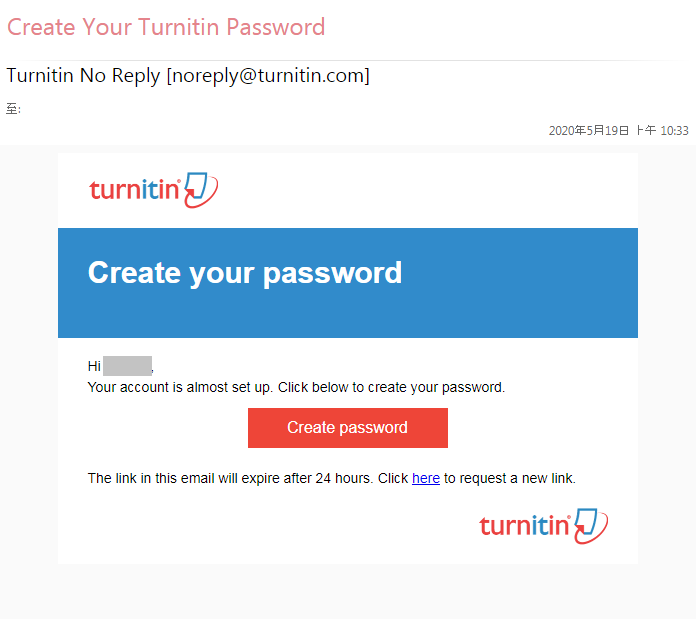 Create Your Turnitin Password
Turnitin No Reply [noreply@turnitin.com]
至:
2020年5月19日 上午 10:33
turnitin
Create your password
Hi ,
Your account is almost set up. Click below to create your password.
Create password
The link in this email will expire after 24 hours. Click here to request a new link.
turnitin